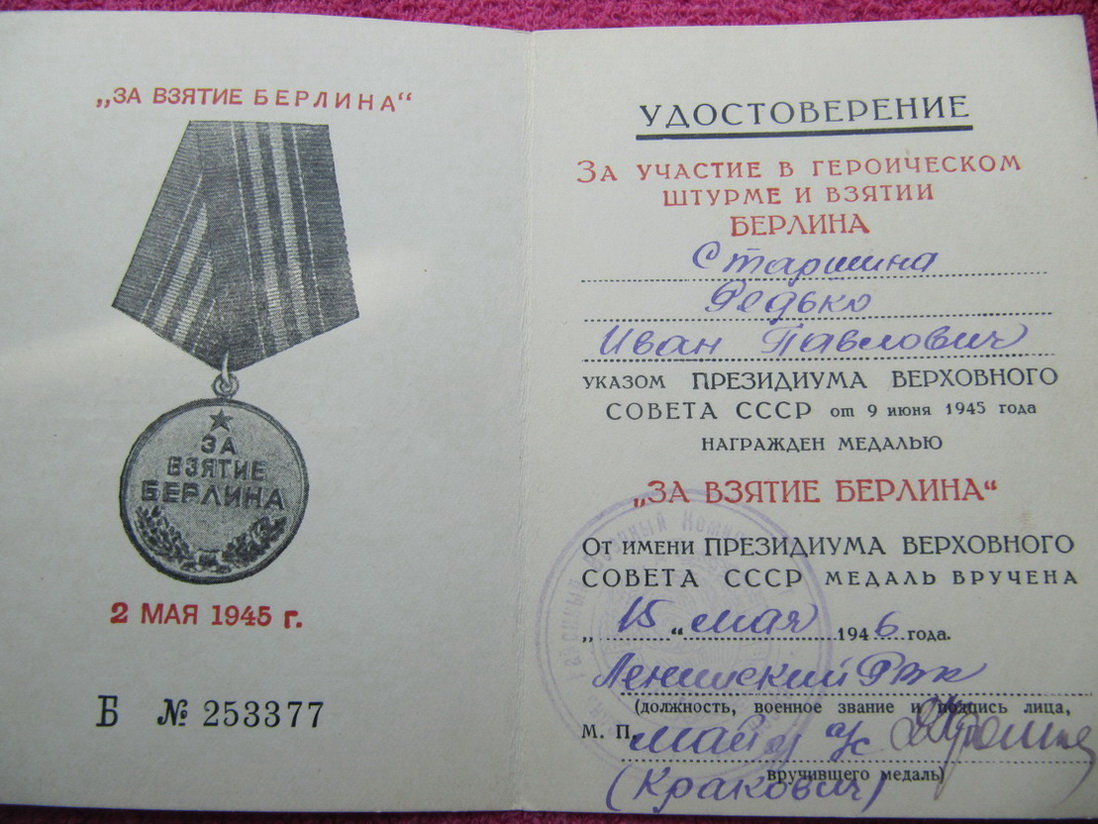 „ЗА ВЗЯТИЕ БЕРЛИНА“
ЗА
ВЗЯТИЕ
БЕРЛИНА
2 МАЯ 1945 г.
Б № 253377
УДОСТОВЕРЕНИЕ
ЗА УЧАСТИЕ В ГЕРОИЧЕСКОМ
ШТУРМЕ И ВЗЯТИИ
БЕРЛИНА
Старшина
Редько
Иван Павлович
УКАЗОМ ПРЕЗИДИУМА ВЕРХОВНОГО
СОВЕТА СССР от 9 июня 1945 года
НАГРАЖДЕН МЕДАЛЬЮ
„ЗА ВЗЯТИЕ БЕРЛИНА“
От имени ПРЕЗИДИУМА ВЕРХОВНОГО
СОВЕТА СССР МЕДАЛЬ ВРУЧЕНА
„15“ мая 1946 года.
Ленинский РВК
(должность, военное звание и подпись лица,
М. П. майор а/с
вручившего медаль)
(Кракович)